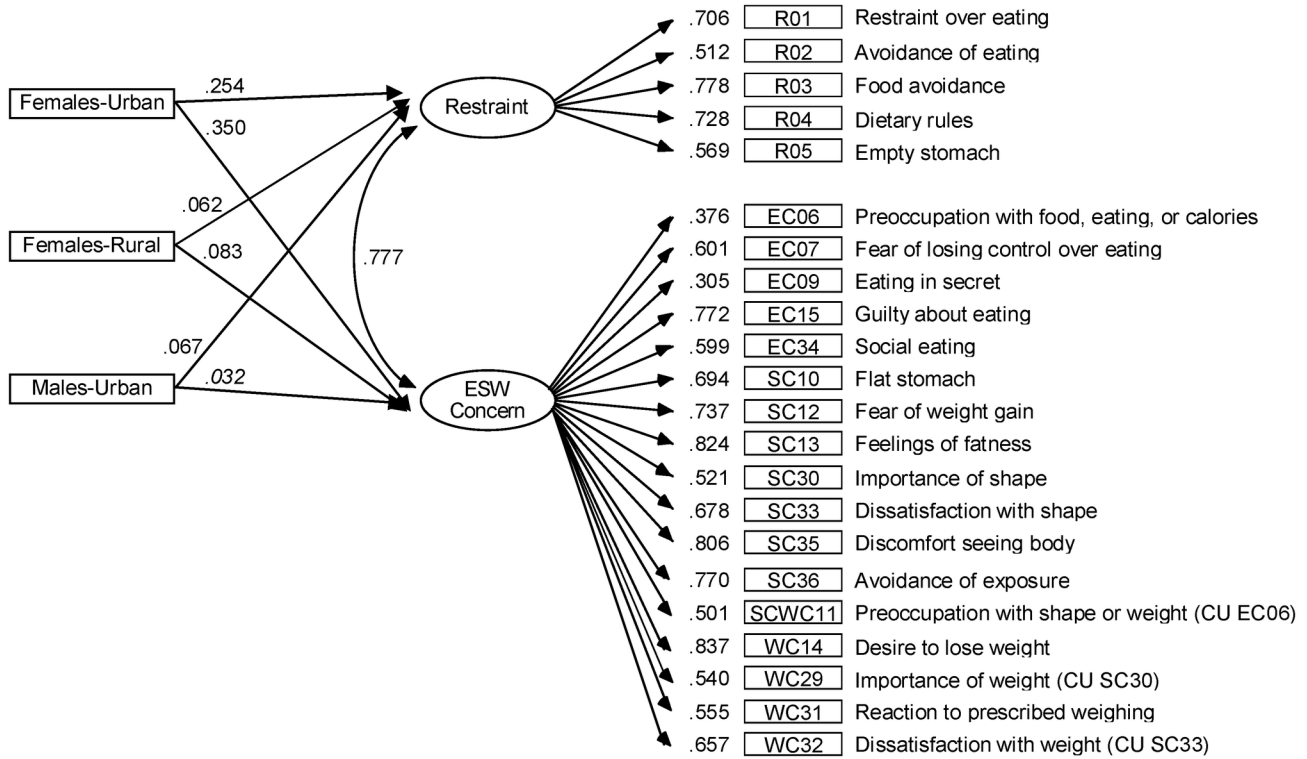 .706 R01 Restraint over eating
.512 R02 Avoidance of eating
.254
Females-Urban
Restraint
.778 R03 Food avoidance
.350
.728 R04 Dietary rules
.569 R05 Empty stomach
.062
.376 EC06 Preoccupation with food, eating, or calories
Females-Rural
.083
.777
.601 EC07 Fear of losing control over eating
.305 EC09 Eating in secret
.772 EC15 Guilty about eating
.067
.599 EC34 Social eating
Males-Urban
.032
ESW
Concern
.694 SC10 Flat stomach
.737 SC12 Fear of weight gain
.824 SC13 Feelings of fatness
.521 SC30 Importance of shape
.678 SC33 Dissatisfaction with shape
.806 SC35 Discomfort seeing body
.770 SC36 Avoidance of exposure
.501 SCWC11 Preoccupation with shape or weight (CU EC06)
.837 WC14 Desire to lose weight
.540 WC29 Importance of weight (CU SC30)
.555 WC31 Reaction to prescribed weighing
.657 WC32 Dissatisfaction with weight (CU SC33)